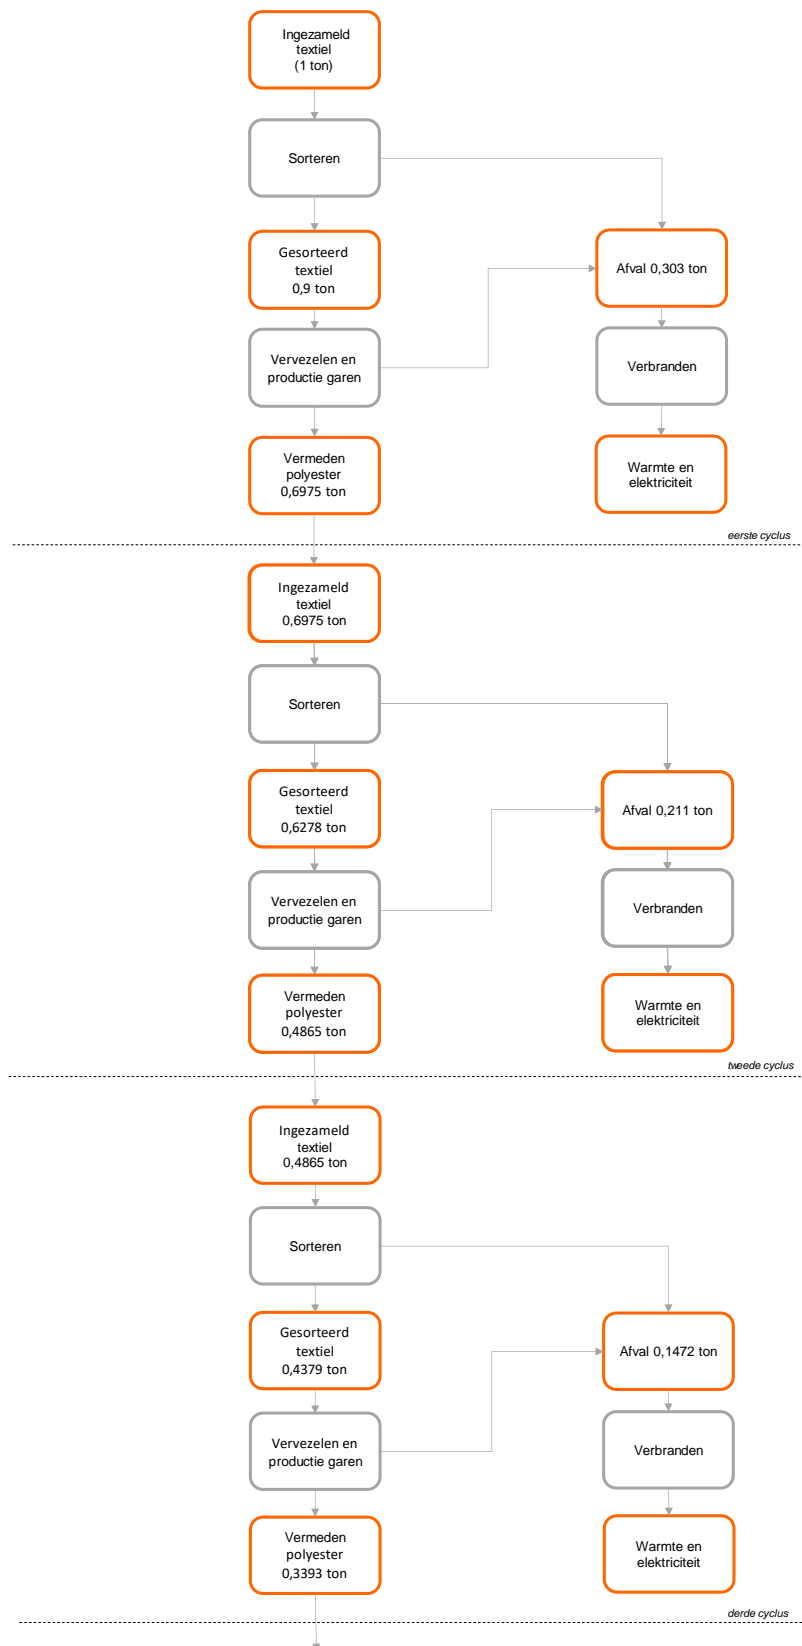 Ingezameld
textiel
(1 ton)
Sorteren
Gesorteerd
textiel
0,9 ton
Afval 0,303 ton
Vervezelen en
productie garen
Verbranden
Vermeden
polyester
0,6975 ton
Warmte en
elektriciteit
eerste cyclus
Ingezameld
textiel
0,6975 ton
Sorteren
Gesorteerd
textiel
0,6278 ton
Afval 0,211 ton
Vervezelen en
productie garen
Verbranden
Vermeden
polyester
0,4865 ton
Warmte en
elektriciteit
tweede cyclus
Ingezameld
textiel
0,4865 ton
Sorteren
Gesorteerd
textiel
0,4379 ton
Afval 0,1472 ton
Vervezelen en
productie garen
Verbranden
Vermeden
polyester
0,3393 ton
Warmte en
elektriciteit
derde cyclus